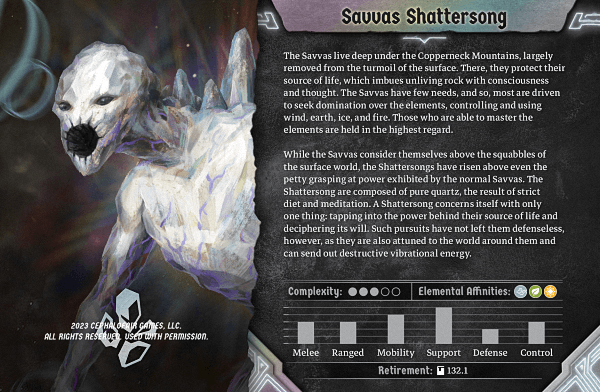 Savvas Shattersong
The Savvas live deep under the Copperneck Mountains, largely
removed from the turmoil of the surface. There, they protect their
source of life, which imbues unliving rock with consciousness
and thought. The Savvas have few needs, and so, most are driven
to seek domination over the elements, controlling and using
wind, earth, ice, and fire. Those who are able to master the
elements are held in the highest regard.
While the Savvas consider themselves above the squabbles of
the surface world, the Shattersongs have risen above even the
petty grasping at power exhibited by the normal Savvas. The
Shattersong are composed of pure quartz, the result of strict
diet and meditation. A Shattersong concerns itself with only
one thing: tapping into the power behind their source of life and
deciphering its will. Such pursuits have not left them defenseless,
however, as they are also attuned to the world around them and
can send out destructive vibrational energy.
Complexity: Elemental Affinities:
Melee Ranged Mobility Support Defense Control
Retirement: 132.1
2023 CEPHALOFAIR GAMES, LLC.
ALL RIGHTS RESERVED. USED WITH PERMISSION.